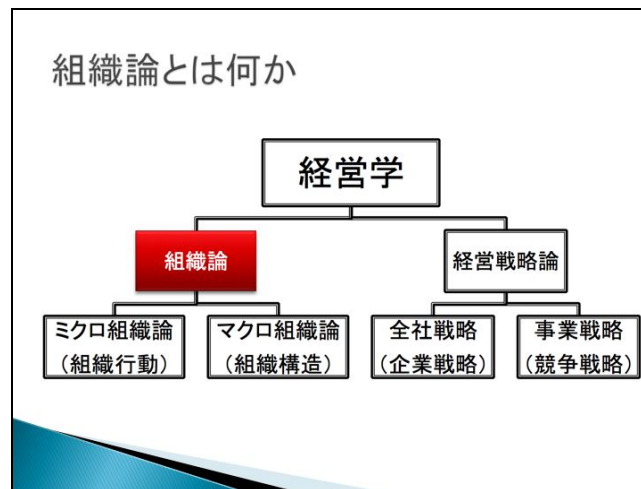 組織論とは何か
経営学
組織論
経営戦略論
ミクロ組織論
(組織行動)
マクロ組織論
(組織構造)
全社戦略
(企業戦略)
事業戦略
(競争戦略)